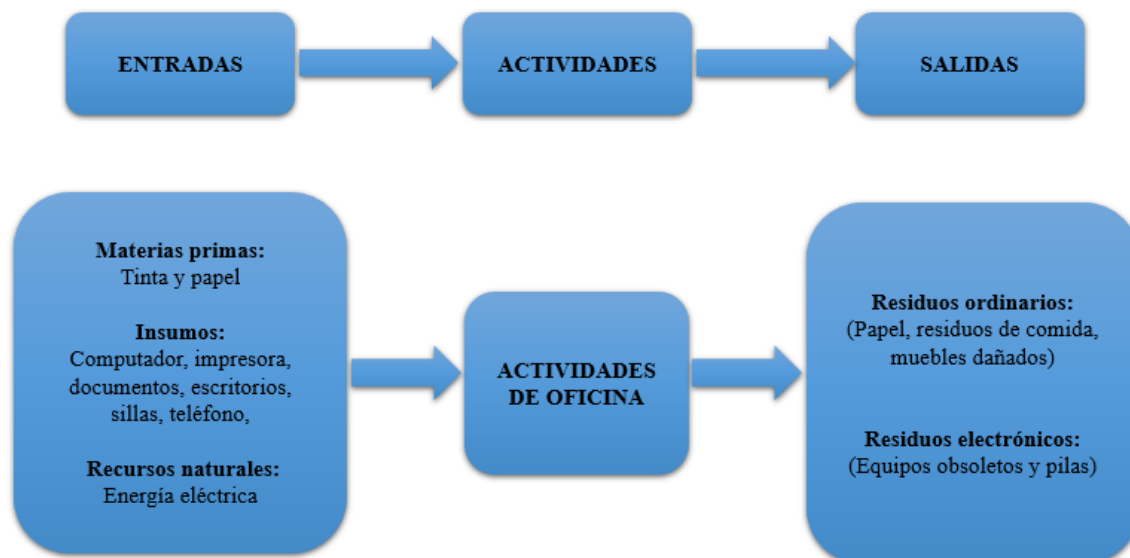 ENTRADAS
ACTIVIDADES
SALIDAS
Materias primas:
Tinta y papel
Insumos:
Computador, impresora,
documentos, escritorios,
sillas, teléfono,
Recursos naturales:
Energía eléctrica
ACTIVIDADES
DE OFICINA
Residuos ordinarios:
(Papel, residuos de comida,
muebles dañados)
Residuos electrónicos:
(Equipos obsoletos y pilas)